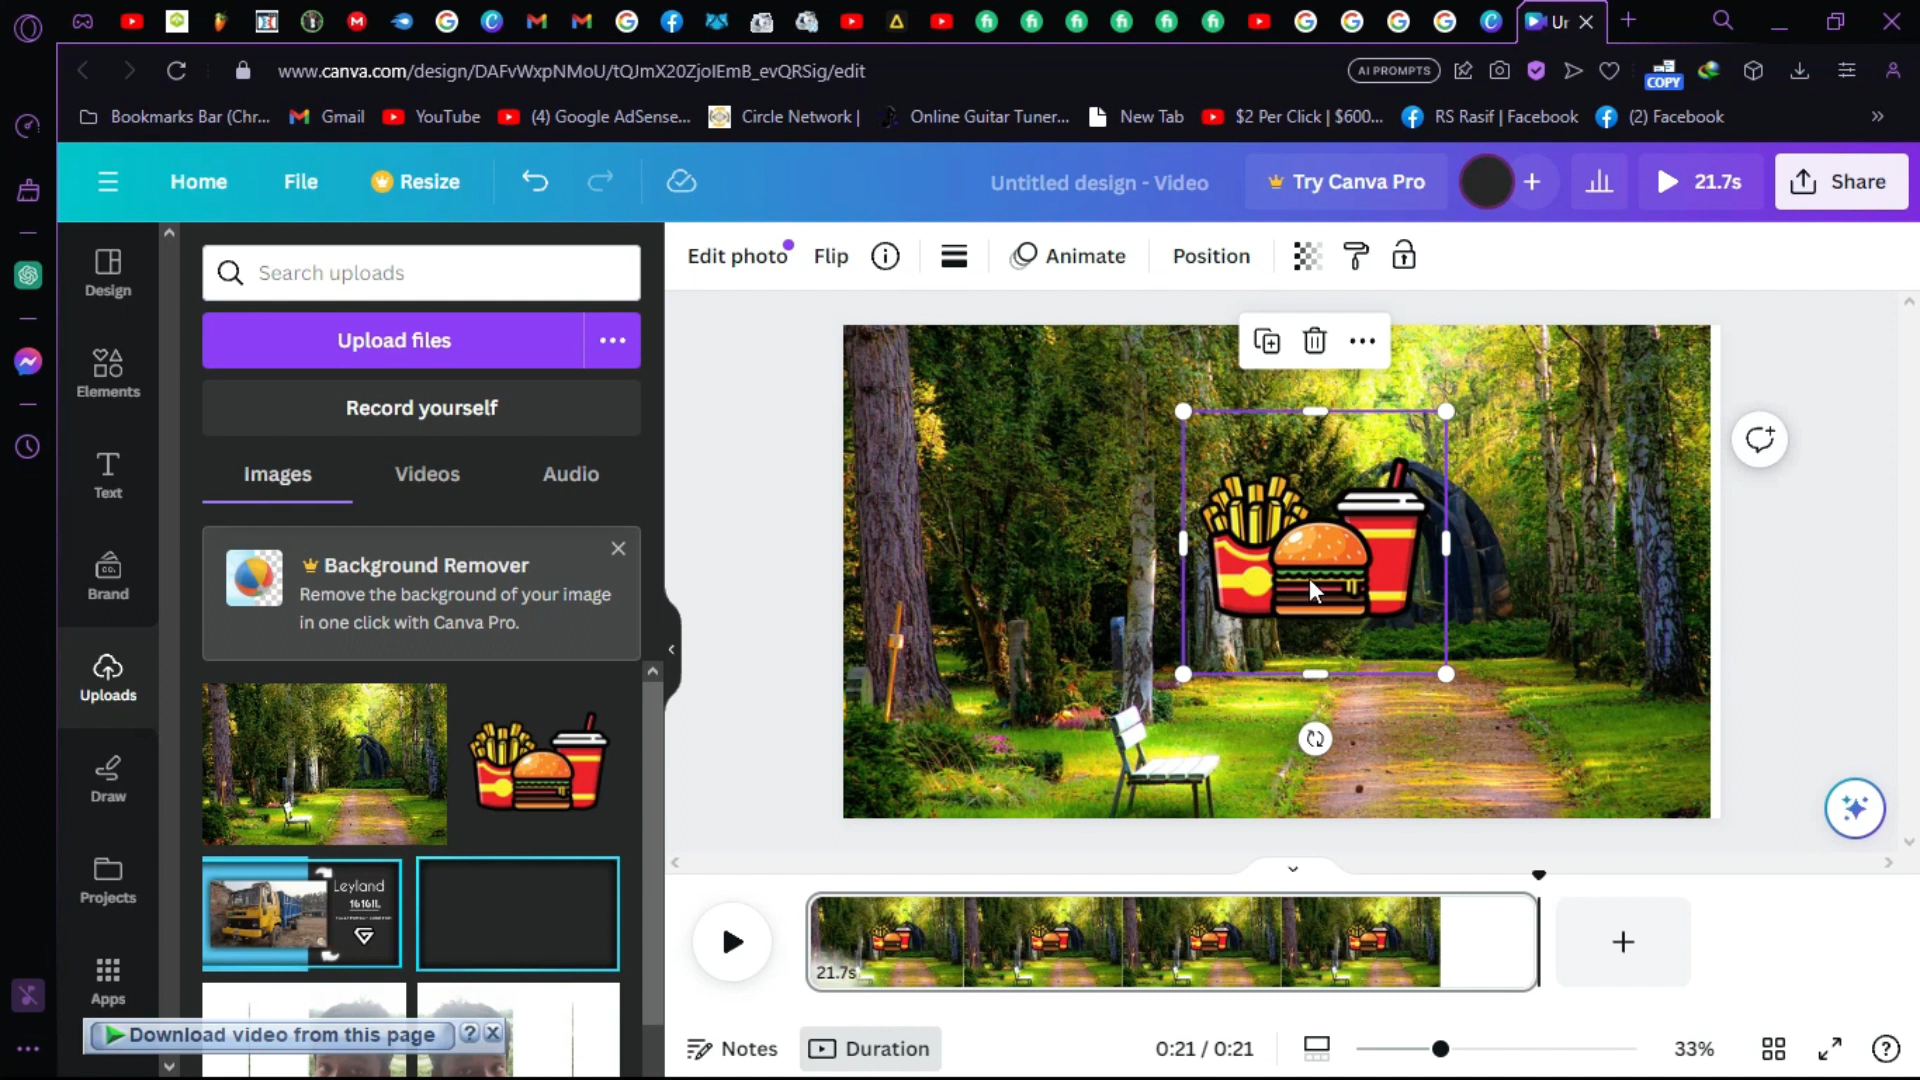 Ur
www.canva.com/design/DAFvWxpNMoU/tQJmX20ZjoIEmB_evQRSig/edit
AI PROMPTS
COPY
Bookmarks Bar (Chr...
Gmail
YouTube
(4) Google AdSense...
Circle Network |
Online Guitar Tuner...
New Tab
$2 Per Click | $600...
RS Rasif | Facebook
(2) Facebook
Home
File
Resize
Untitled design - Video
Try Canva Pro
21.7s
Share
Design
Elements
Text
Brand
Uploads
Draw
Projects
Apps
Search uploads
Upload files
Record yourself
Images
Videos
Audio
Background Remover
Remove the background of your image
in one click with Canva Pro.
Leyland
1616IL
Download video from this page
Edit photo
Flip
Animate
Position
21.7s
Notes
Duration
0:21 / 0:21
33%